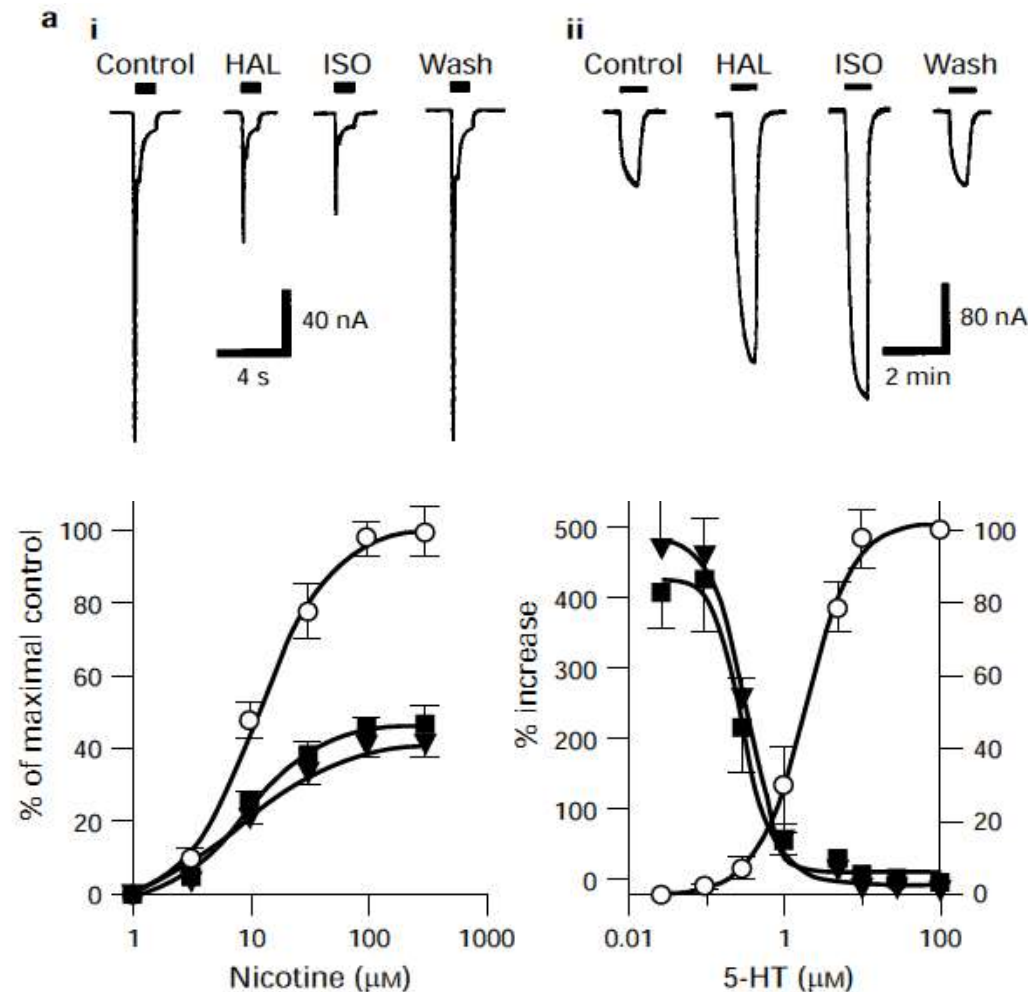 a
i
ii
Control HAL ISO Wash
Control HAL ISO Wash
40 nA
4 s
80 nA
2 min
% of maximal control
100
80
60
40
20
0
1 10 100 1000
Nicotine (μM)
% increase
500
400
300
200
100
0
100
80
60
40
20
0
0.01 1 100
5-HT (μM)